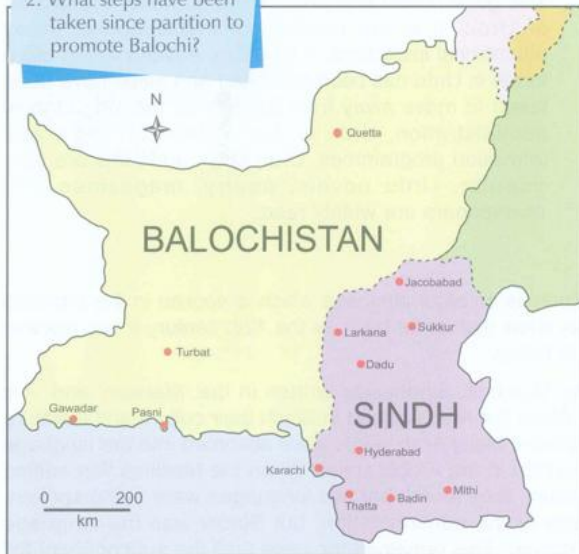 2. What steps have been
taken since partition to
promote Balochi?
N
Quetta
BALOCHISTAN
Jacobabad
Larkana
Sukkur
Turbat
Dadu
Gawadar
Pasni
SINDH
Hyderabad
Karachi
Thatta
Badin
Mithi
0 200
km